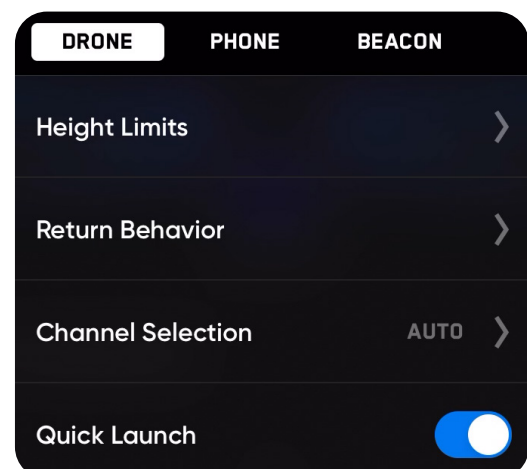 DRONE PHONE BEACON
Height Limits
Return Behavior
Channel Selection AUTO
Quick Launch